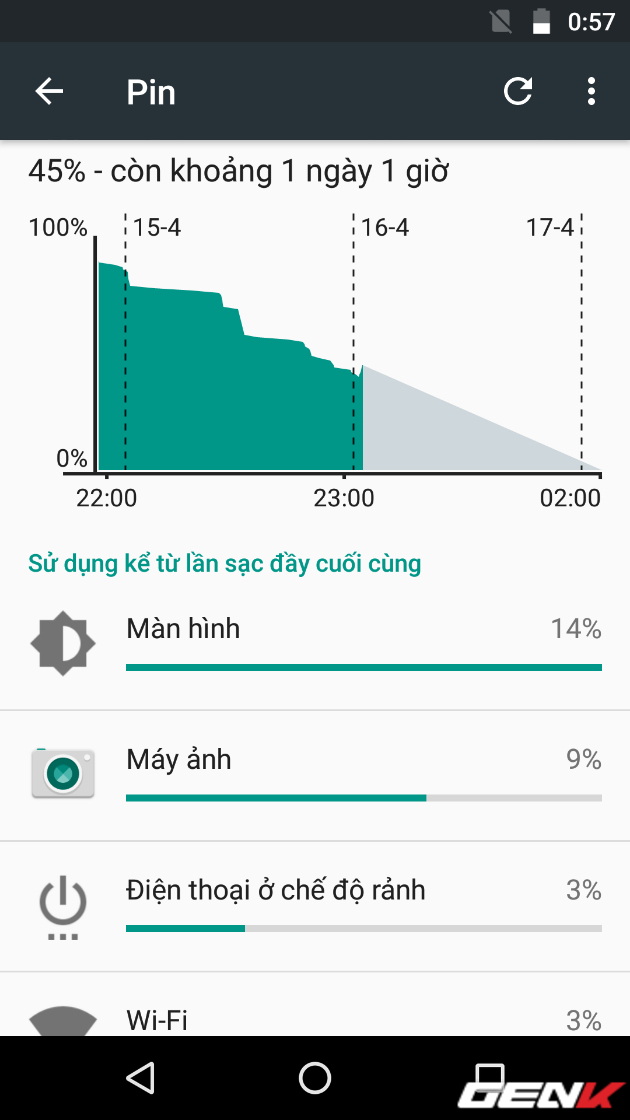 0:57
Pin
45% - còn khoảng 1 ngày 1 giờ
100% 15-4 16-4 17-4
0%
22:00 23:00 02:00
Sử dụng kể từ lần sạc đầy cuối cùng
Màn hình 14%
Máy ảnh 9%
Điện thoại ở chế độ rảnh 3%
Wi-Fi 3%
GENK